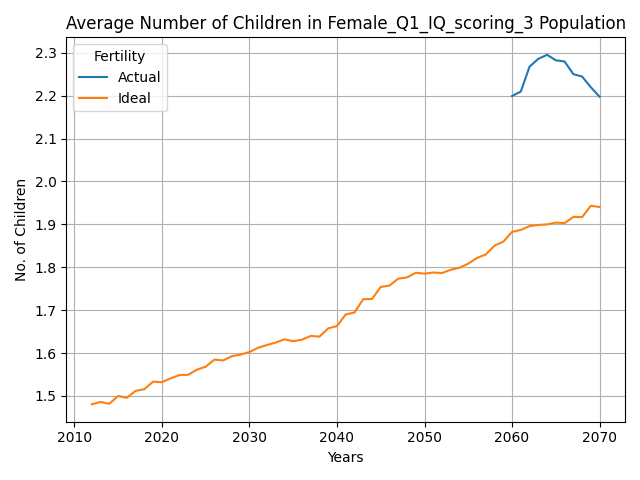 Average Number of Children in Female_Q1_IQ_scoring_3 Population
Fertility
Actual
Ideal
2.3
2.2
2.1
2.0
1.9
1.8
1.7
1.6
1.5
No. of Children
2010 2020 2030 2040 2050 2060 2070
Years